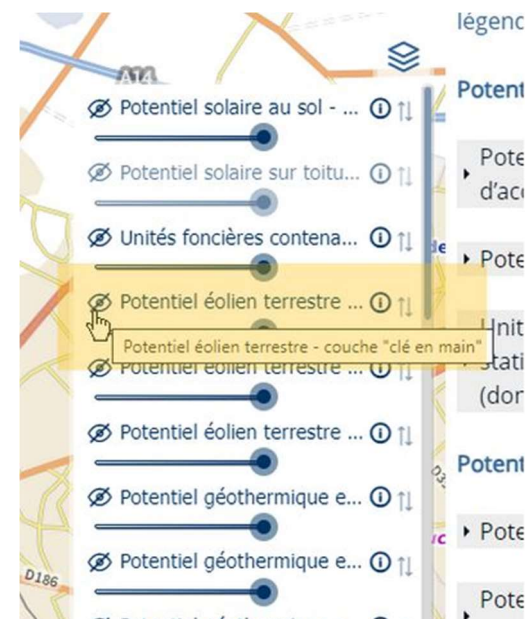 légenc
A14
Potent
Potentiel solaire au sol - ...
Pote
d'acc
Potentiel solaire sur toitu...
Unités foncières contena...
de
Pote
Potentiel éolien terrestre ...
Unit
Potentiel éolien terrestre - couche "clé en main"
stati
Potentiel éolien terrestre ...
(dor
Potentiel éolien terrestre ...
Potent
Potentiel géothermique e...
Pote
Potentiel géothermique e...
D186
Pote